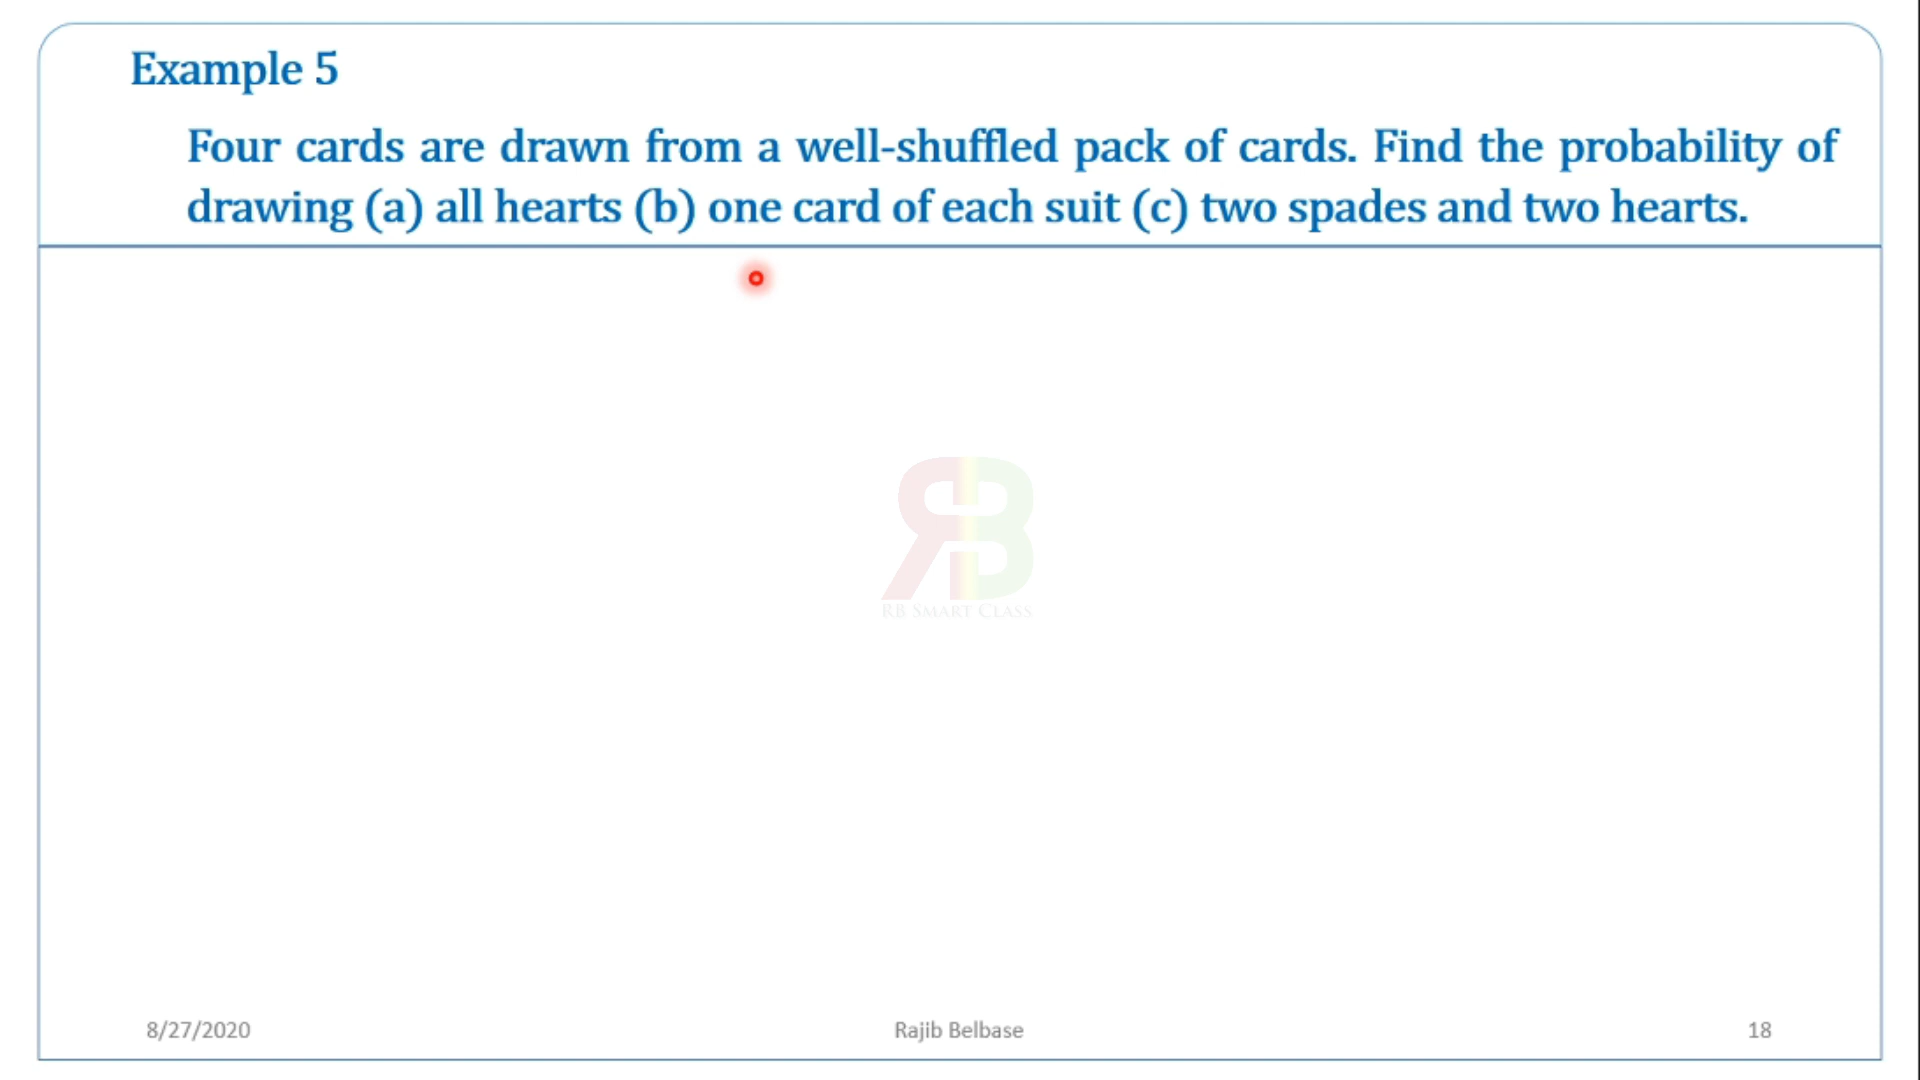 Example 5
Four cards are drawn from a well-shuffled pack of cards. Find the probability of
drawing (a) all hearts (b) one card of each suit (c) two spades and two hearts.
RB
RB SMART CLASS
8/27/2020
Rajib Belbase
18